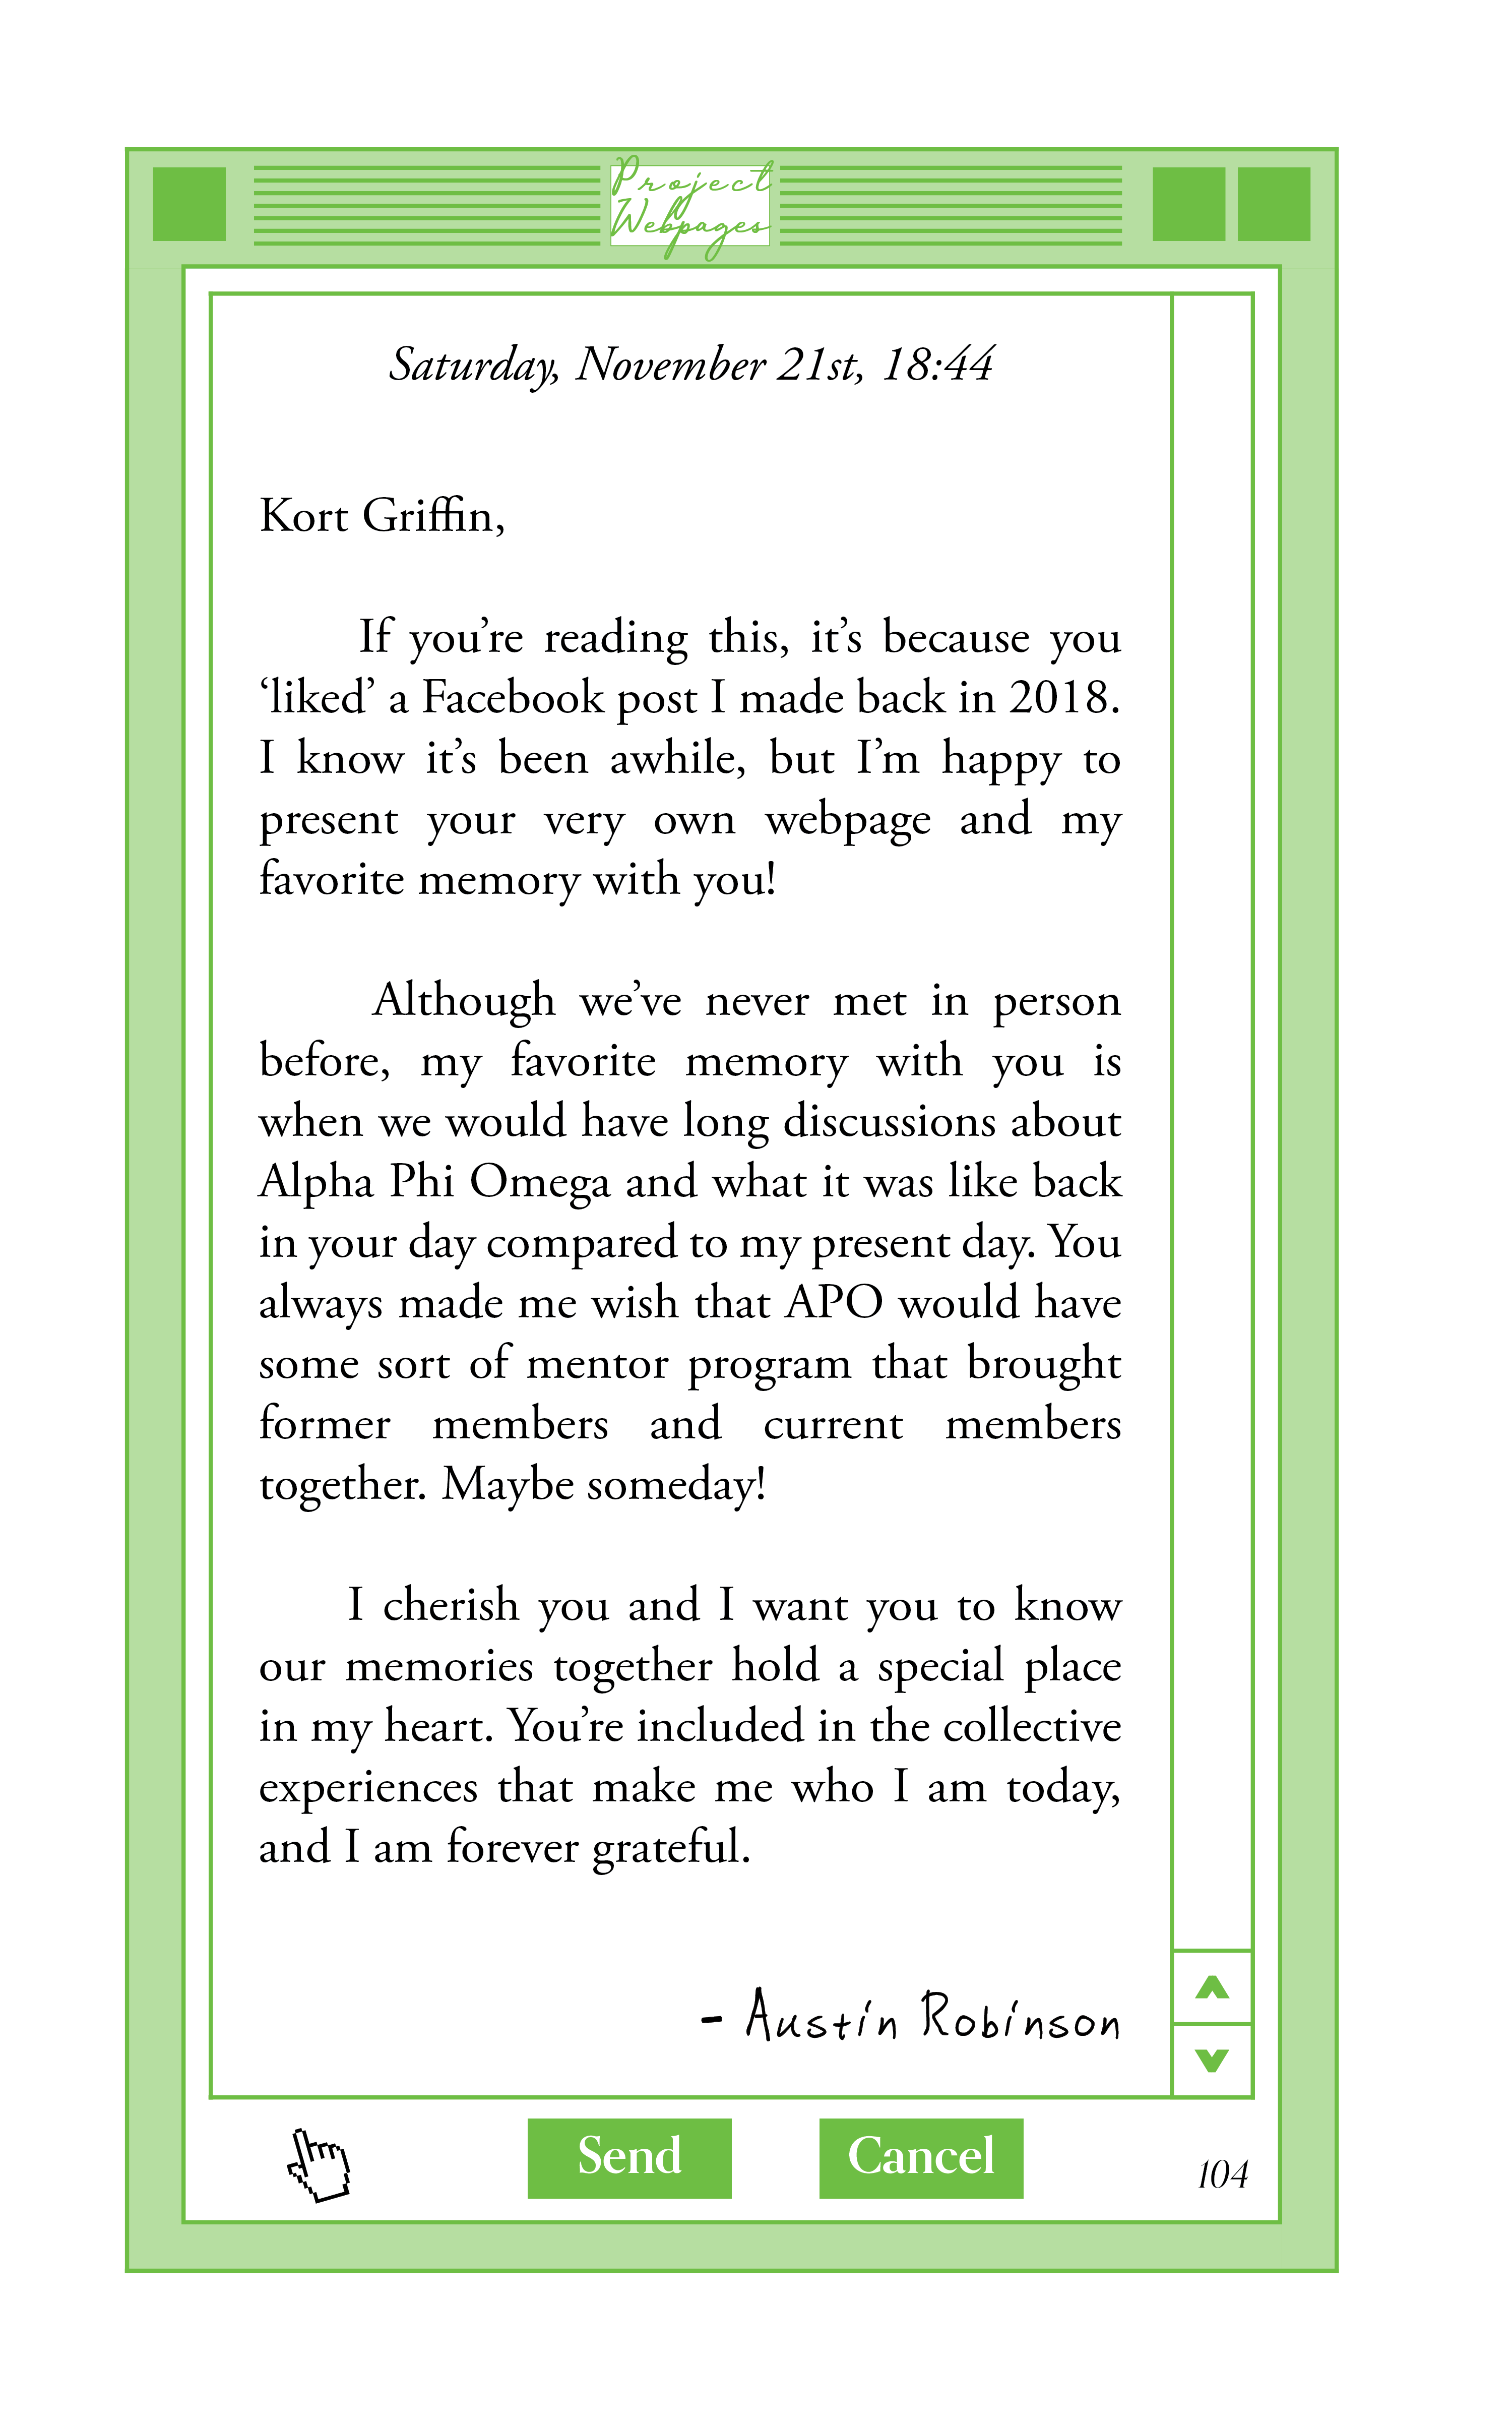 Project
Webpages
Saturday, November 21st, 18:44
Kort Griffin,
If you’re reading this, it’s because you
‘liked’ a Facebook post I made back in 2018.
I know it’s been awhile, but I’m happy to
present your very own webpage and my
favorite memory with you!
Although we’ve never met in person
before, my favorite memory with you is
when we would have long discussions about
Alpha Phi Omega and what it was like back
in your day compared to my present day. You
always made me wish that APO would have
some sort of mentor program that brought
former members and current members
together. Maybe someday!
I cherish you and I want you to know
our memories together hold a special place
in my heart. You’re included in the collective
experiences that make me who I am today,
and I am forever grateful.
- Austin Robinson
Send Cancel
104